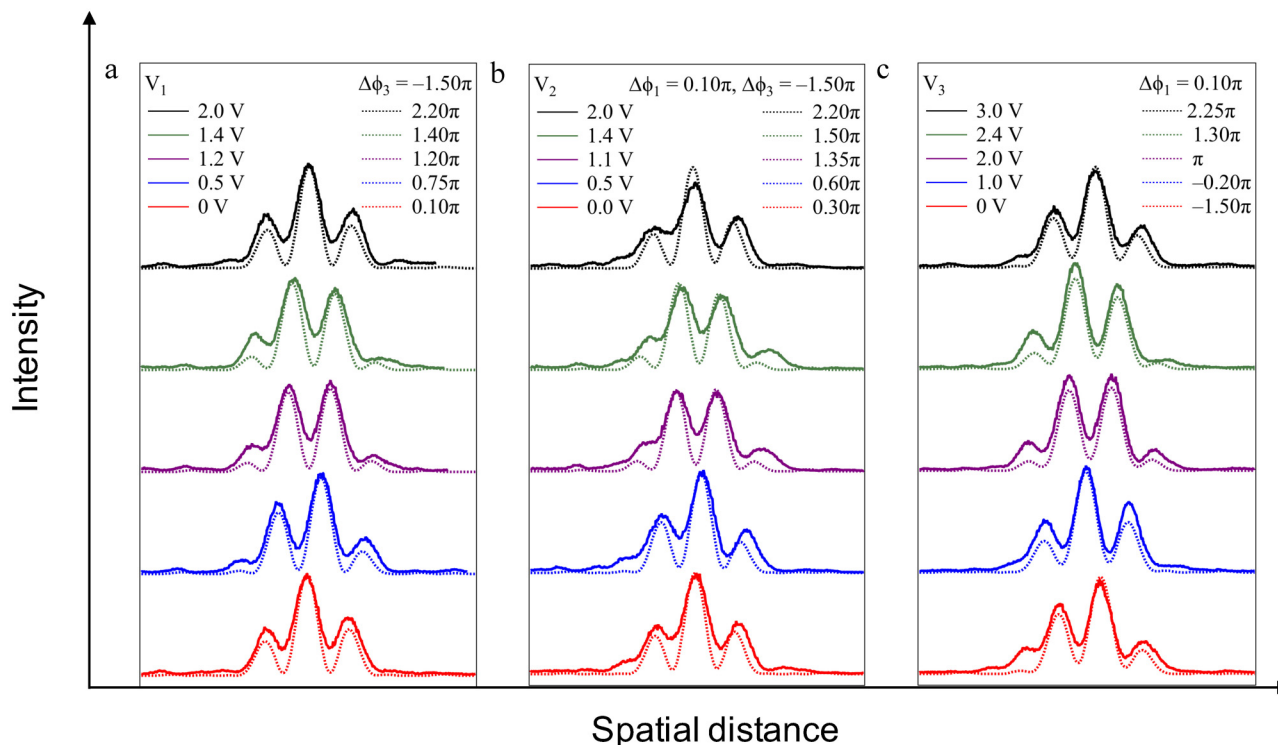 a
V₁ Δϕ₃ = –1.50π
2.0 V 2.20π
1.4 V 1.40π
1.2 V 1.20π
0.5 V 0.75π
0 V 0.10π
b
V₂ Δϕ₁ = 0.10π, Δϕ₃ = –1.50π
2.0 V 2.20π
1.4 V 1.50π
1.1 V 1.35π
0.5 V 0.60π
0.0 V 0.30π
c
V₃ Δϕ₁ = 0.10π
3.0 V 2.25π
2.4 V 1.30π
2.0 V π
1.0 V –0.20π
0 V –1.50π
Intensity
Spatial distance